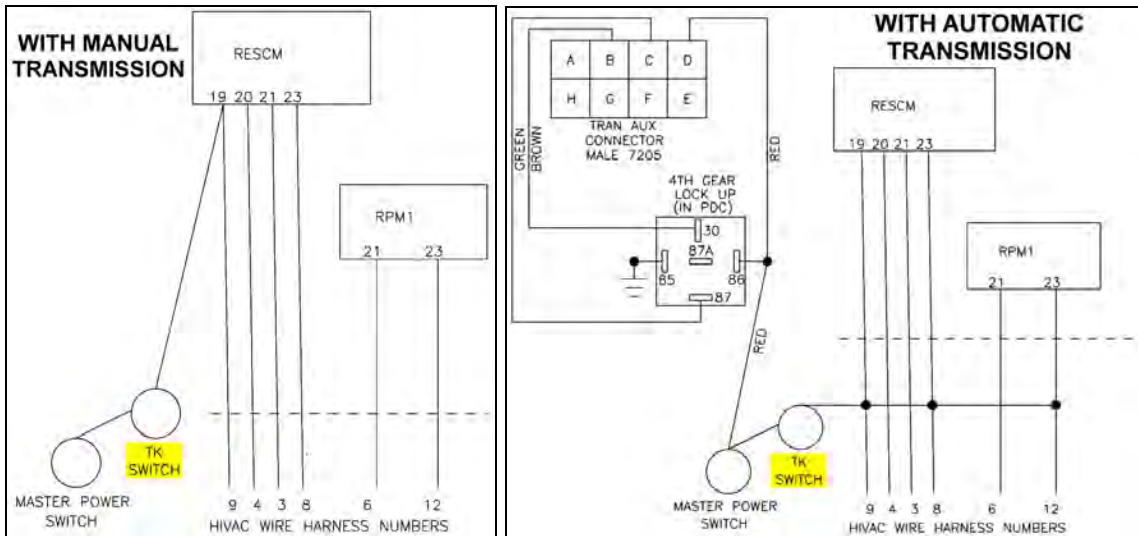 WITH MANUAL
TRANSMISSION
RESCM
19 20 21 23
RPM1
21 23
TK
SWITCH
MASTER POWER
SWITCH
9 4 3 8 6 12
HIVAC WIRE HARNESS NUMBERS
WITH AUTOMATIC
TRANSMISSION
A B C D
H G F E
TRAN AUX
CONNECTOR
MALE 7205
GREEN
BROWN
RED
4TH GEAR
LOCK UP
(IN PDC)
30
87A
85
86
87
RED
RESCM
19 20 21 23
RPM1
21 23
TK
SWITCH
MASTER POWER
SWITCH
9 4 3 8 6 12
HIVAC WIRE HARNESS NUMBERS